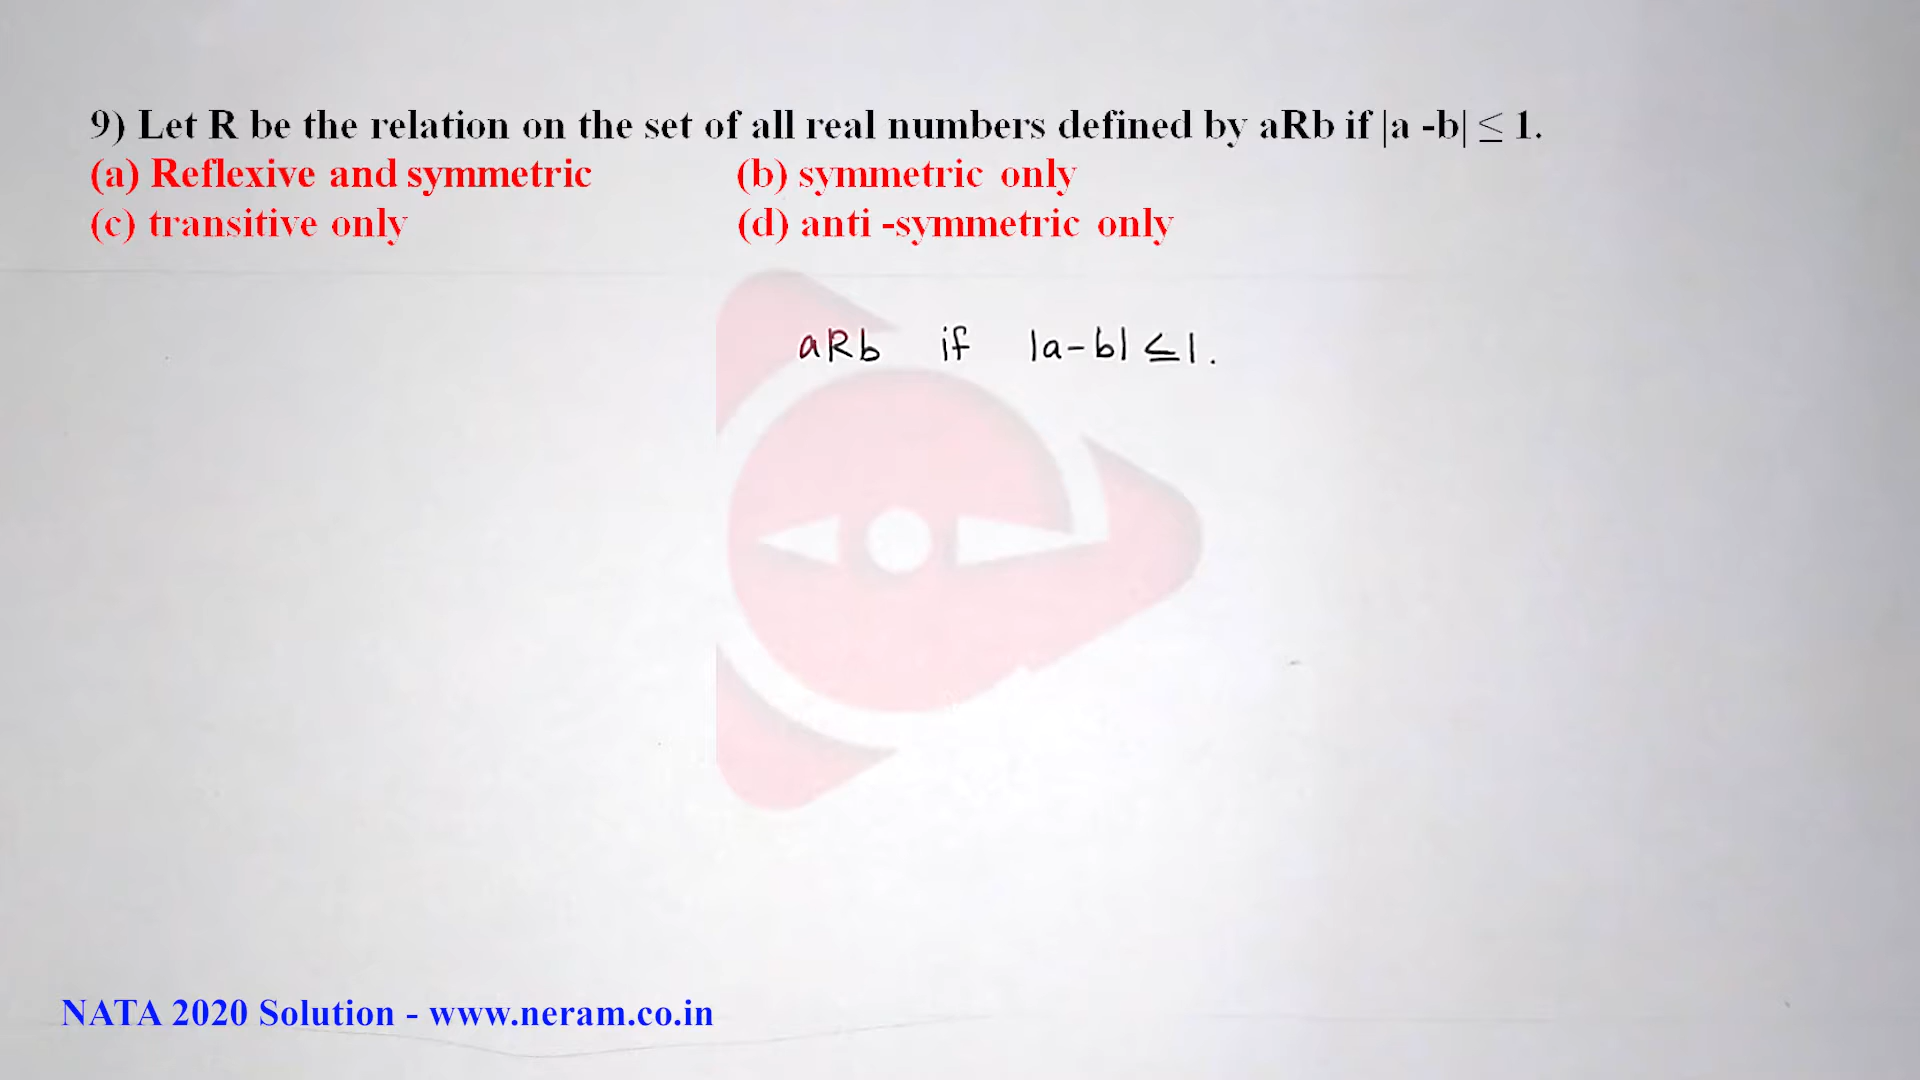 9) Let R be the relation on the set of all real numbers defined by aRb if |a -b| ≤ 1.
(a) Reflexive and symmetric (b) symmetric only
(c) transitive only (d) anti -symmetric only
aRb if |a-b| ≤1.
NATA 2020 Solution - www.neram.co.in